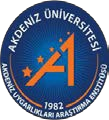 AKDENİZ ÜNİVERSİTESİ
1982
AKDENİZ UYGARLIKLARI ARAŞTIRMA ENSTİTÜSÜ